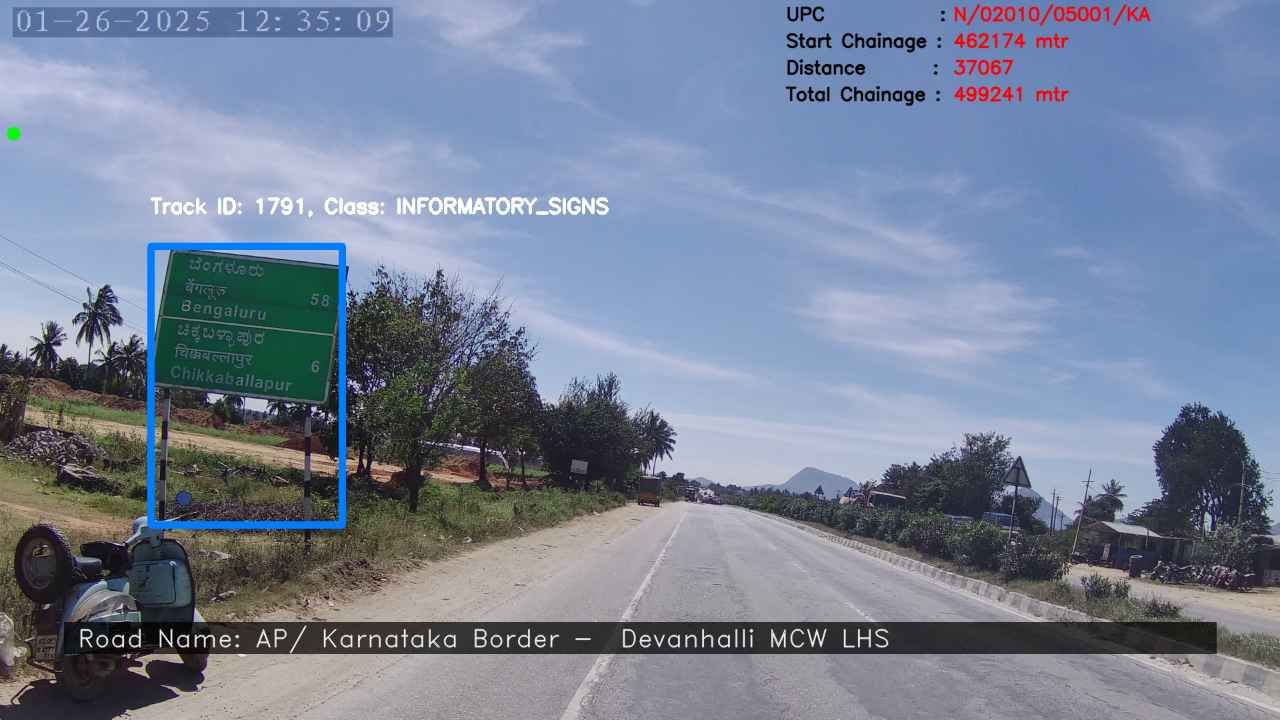 01-26-2025 12:35:09
UPC : N/02010/05001/KA
Start Chainage : 462174 mtr
Distance : 37067
Total Chainage : 499241 mtr
Track ID: 1791, Class: INFORMATORY_SIGNS
ಬೆಂಗಳೂರು
बेंगलूरु 58
Bengaluru
ಚಿಕ್ಕಬಳ್ಳಾಪುರ
चिक्कबल्लापुर 6
Chikkaballapur
Road Name: AP/ Karnataka Border - Devanhalli MCW LHS